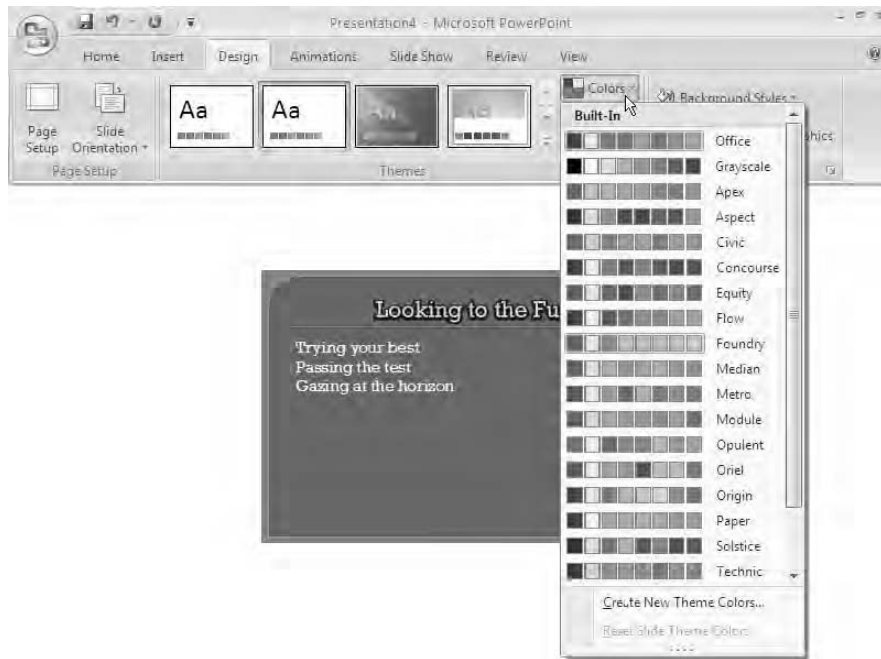 Presentation4 - Microsoft PowerPoint
Home Insert Design Animations Slide Show Review View
Aa Aa
Colors
Background Styles
Page Setup
Slide Orientation
Page Setup
Themes
Built-In
Office
Grayscale
Apex
Aspect
Civic
Concourse
Equity
Flow
Foundry
Median
Metro
Module
Opulent
Oriel
Origin
Paper
Solstice
Technic
Create New Theme Colors...
Reset Slide Theme Colors
Looking to the Fu
Trying your best
Passing the test
Gazing at the horizon